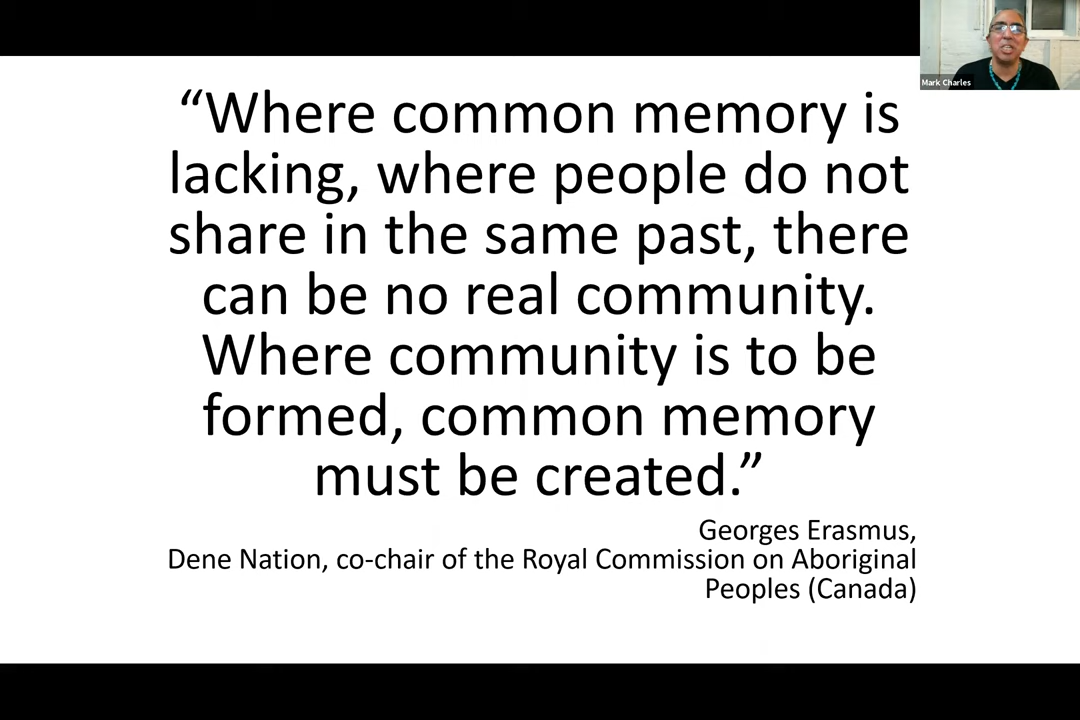 Mark Charles
“Where common memory is
lacking, where people do not
share in the same past, there
can be no real community.
Where community is to be
formed, common memory
must be created.”
Georges Erasmus,
Dene Nation, co-chair of the Royal Commission on Aboriginal
Peoples (Canada)